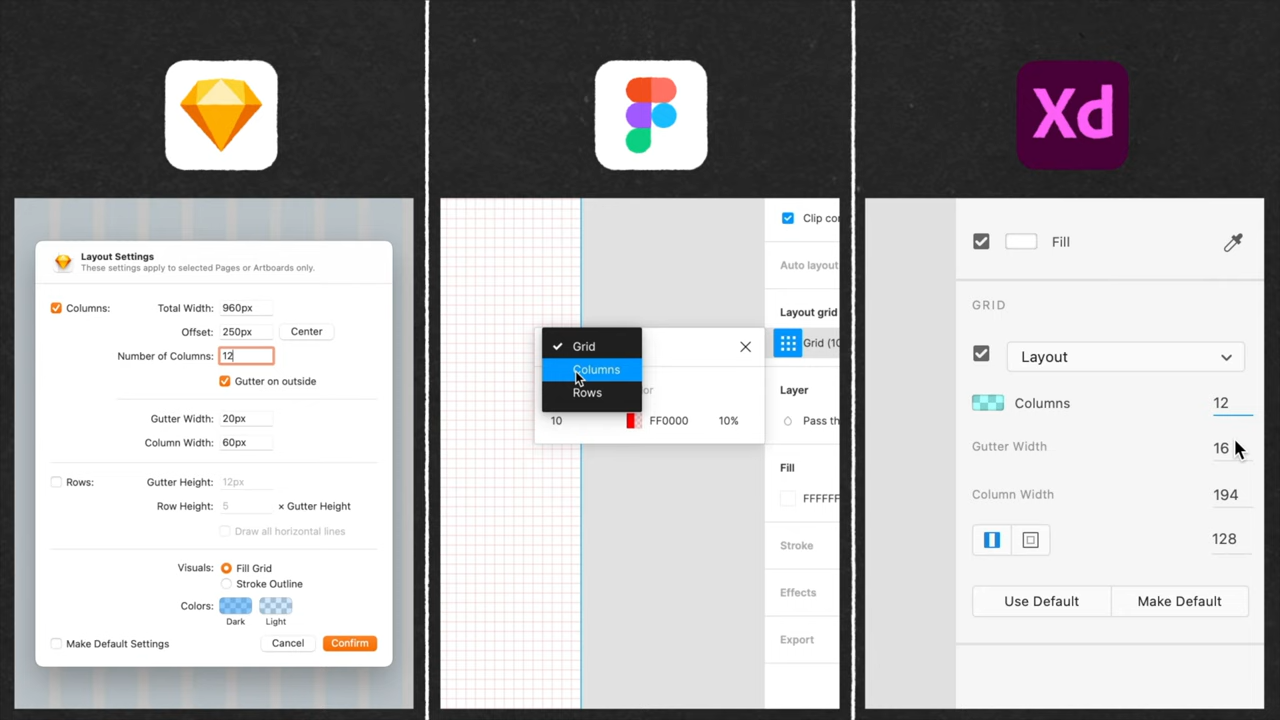 Xd
Layout Settings
These settings apply to selected Pages or Artboards only.
Columns: Total Width: 960px
Offset: 250px Center
Number of Columns: 12
Gutter on outside
Gutter Width: 20px
Column Width: 60px
Rows: Gutter Height: 12px
Row Height: 5 × Gutter Height
Draw all horizontal lines
Visuals: Fill Grid
Stroke Outline
Colors:
Dark Light
Make Default Settings Cancel Confirm
Clip co
Auto layout
Layout grid
Grid
Grid (10
Columns
Layer
Rows
10 FF0000 10%
Pass th
Fill
FFFFFF
Stroke
Effects
Export
Fill
GRID
Layout
Columns 12
Gutter Width 16
Column Width 194
128
Use Default Make Default